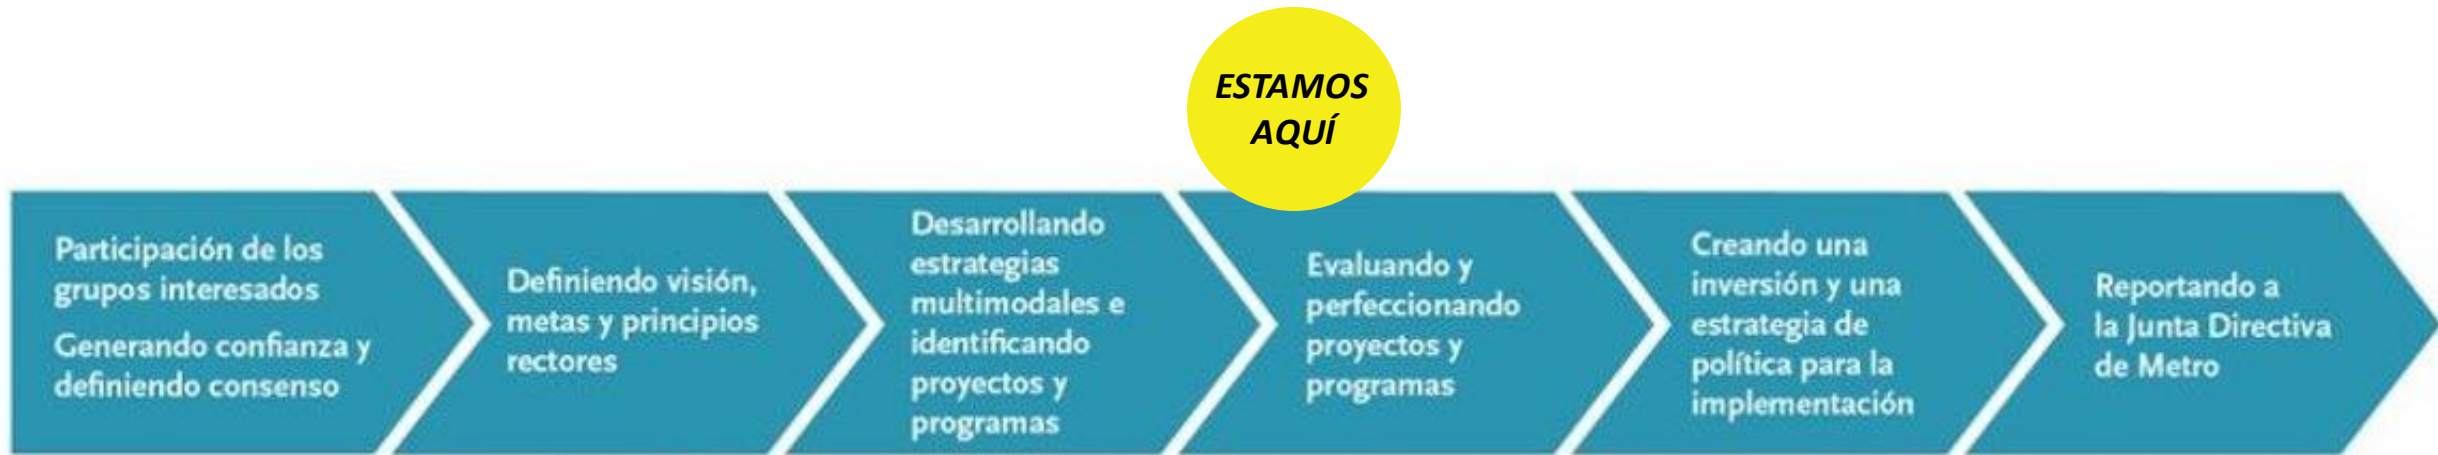 ESTAMOS
AQUÍ
Participación de los
grupos interesados
Generando confianza y
definiendo consenso
Definiendo visión,
metas y principios
rectores
Desarrollando
estrategias
multimodales e
identificando
proyectos y
programas
Evaluando y
perfeccionando
proyectos y
programas
Creando una
inversión y una
estrategia de
política para la
implementación
Reportando a
la Junta Directiva
de Metro